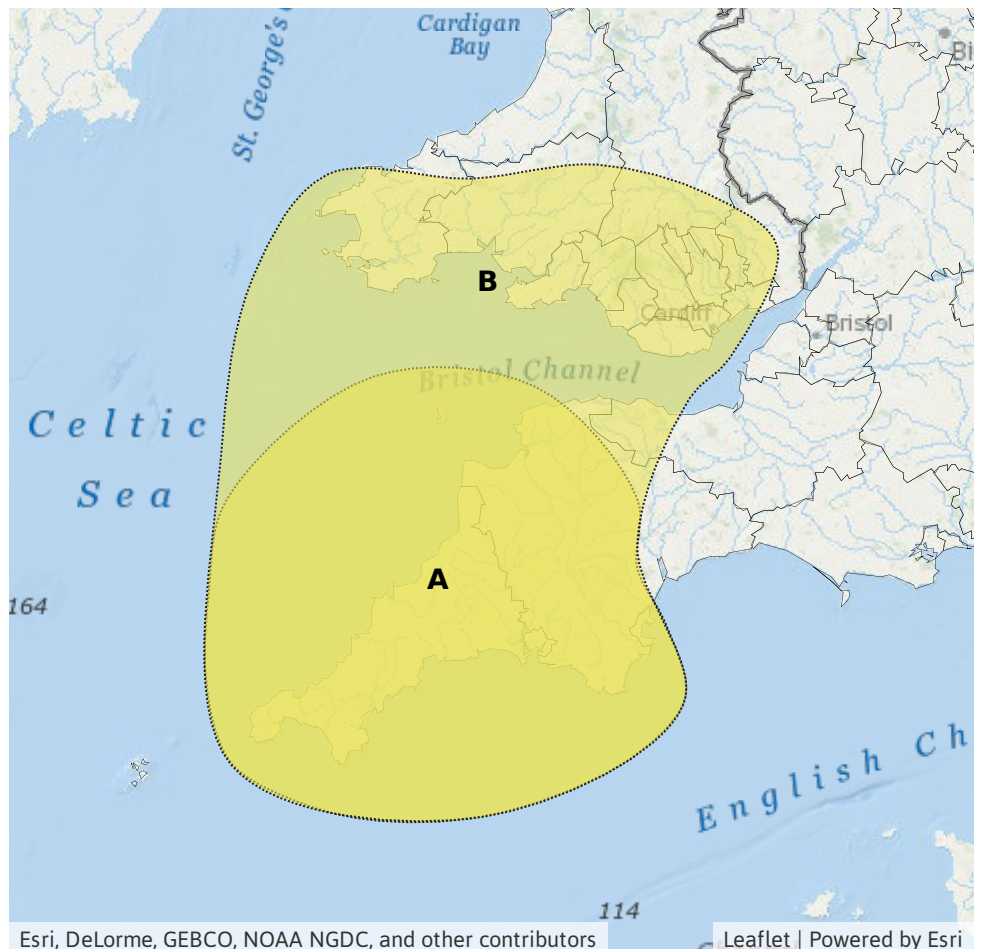 St. George's
Cardigan
Bay
Bi
B
Cardiff
Bristol
Bristol Channel
Celtic
Sea
A
164
English Ch
114
Esri, DeLorme, GEBCO, NOAA NGDC, and other contributors
Leaflet | Powered by Esri